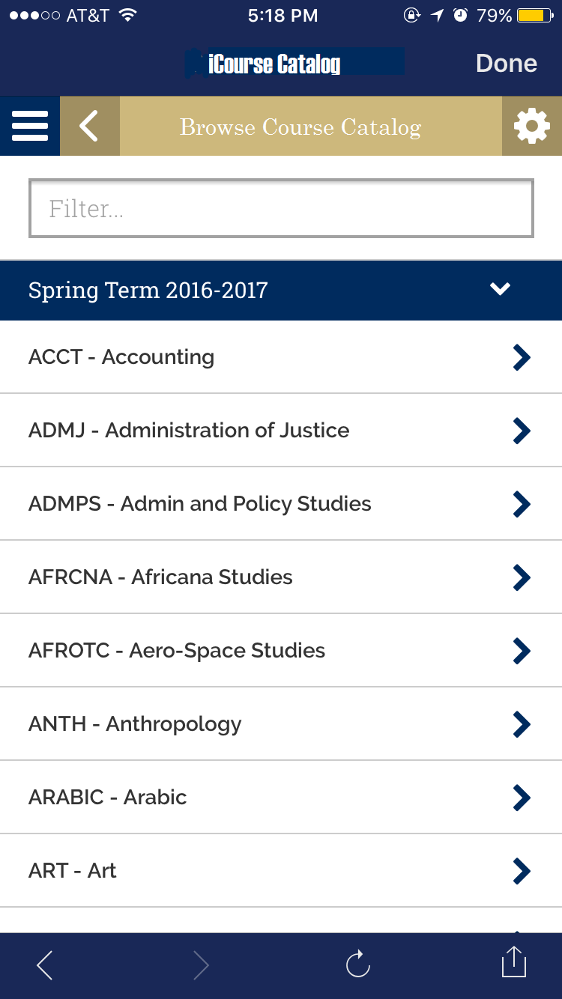 AT&T 5:18 PM 79%
iCourse Catalog Done
Browse Course Catalog
Filter...
Spring Term 2016-2017
ACCT - Accounting
ADMJ - Administration of Justice
ADMPS - Admin and Policy Studies
AFRCNA - Africana Studies
AFROTC - Aero-Space Studies
ANTH - Anthropology
ARABIC - Arabic
ART - Art